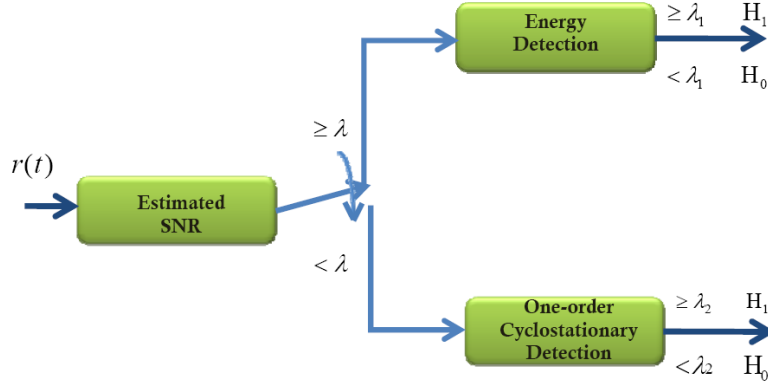 Energy
Detection
≥ λ₁ H₁
< λ₁ H₀
≥ λ
r(t)
Estimated
SNR
< λ
One-order
Cyclostationary
Detection
≥ λ₂ H₁
< λ2 H₀